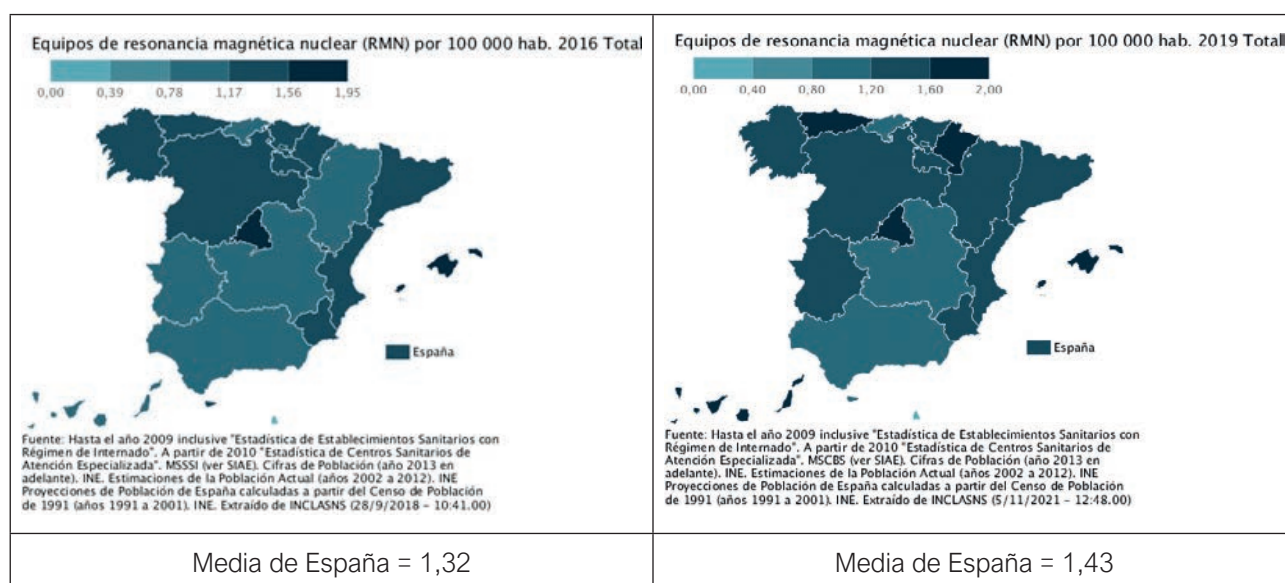 Equipos de resonancia magnética nuclear (RMN) por 100 000 hab. 2016 Total
0,00 0,39 0,78 1,17 1,56 1,95
España
Fuente: Hasta el año 2009 inclusive "Estadística de Establecimientos Sanitarios con
Régimen de Internado". A partir de 2010 "Estadística de Centros Sanitarios de
Atención Especializada". MSSSI (ver SIAE). Cifras de Población (año 2013 en
adelante). INE. Estimaciones de la Población Actual (años 2002 a 2012). INE
Proyecciones de Población de España calculadas a partir del Censo de Población
de 1991 (años 1991 a 2001). INE. Extraído de INCLASNS (28/9/2018 – 10:41.00)
Media de España = 1,32
Equipos de resonancia magnética nuclear (RMN) por 100 000 hab. 2019 Total
0,00 0,40 0,80 1,20 1,60 2,00
España
Fuente: Hasta el año 2009 inclusive "Estadística de Establecimientos Sanitarios con
Régimen de Internado". A partir de 2010 "Estadística de Centros Sanitarios de
Atención Especializada". MSCBS (ver SIAE). Cifras de Población (año 2013 en
adelante). INE. Estimaciones de la Población Actual (años 2002 a 2012). INE
Proyecciones de Población de España calculadas a partir del Censo de Población
de 1991 (años 1991 a 2001). INE. Extraído de INCLASNS (5/11/2021 – 12:48.00)
Media de España = 1,43